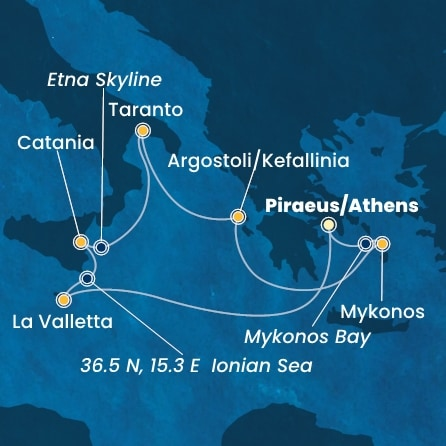 Etna Skyline
Taranto
Catania
Argostoli/Kefallinia
Piraeus/Athens
Mykonos
La Valletta
Mykonos Bay
36.5 N, 15.3 E Ionian Sea